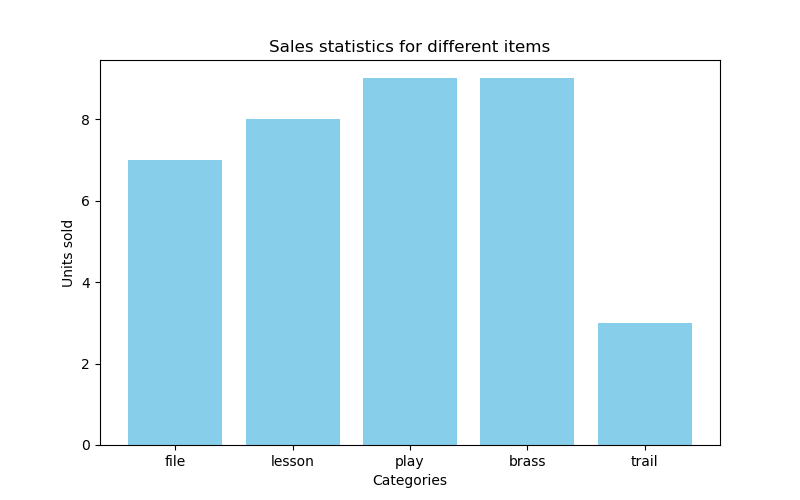 Sales statistics for different items
Units sold
8
6
4
2
0
file lesson play brass trail
Categories